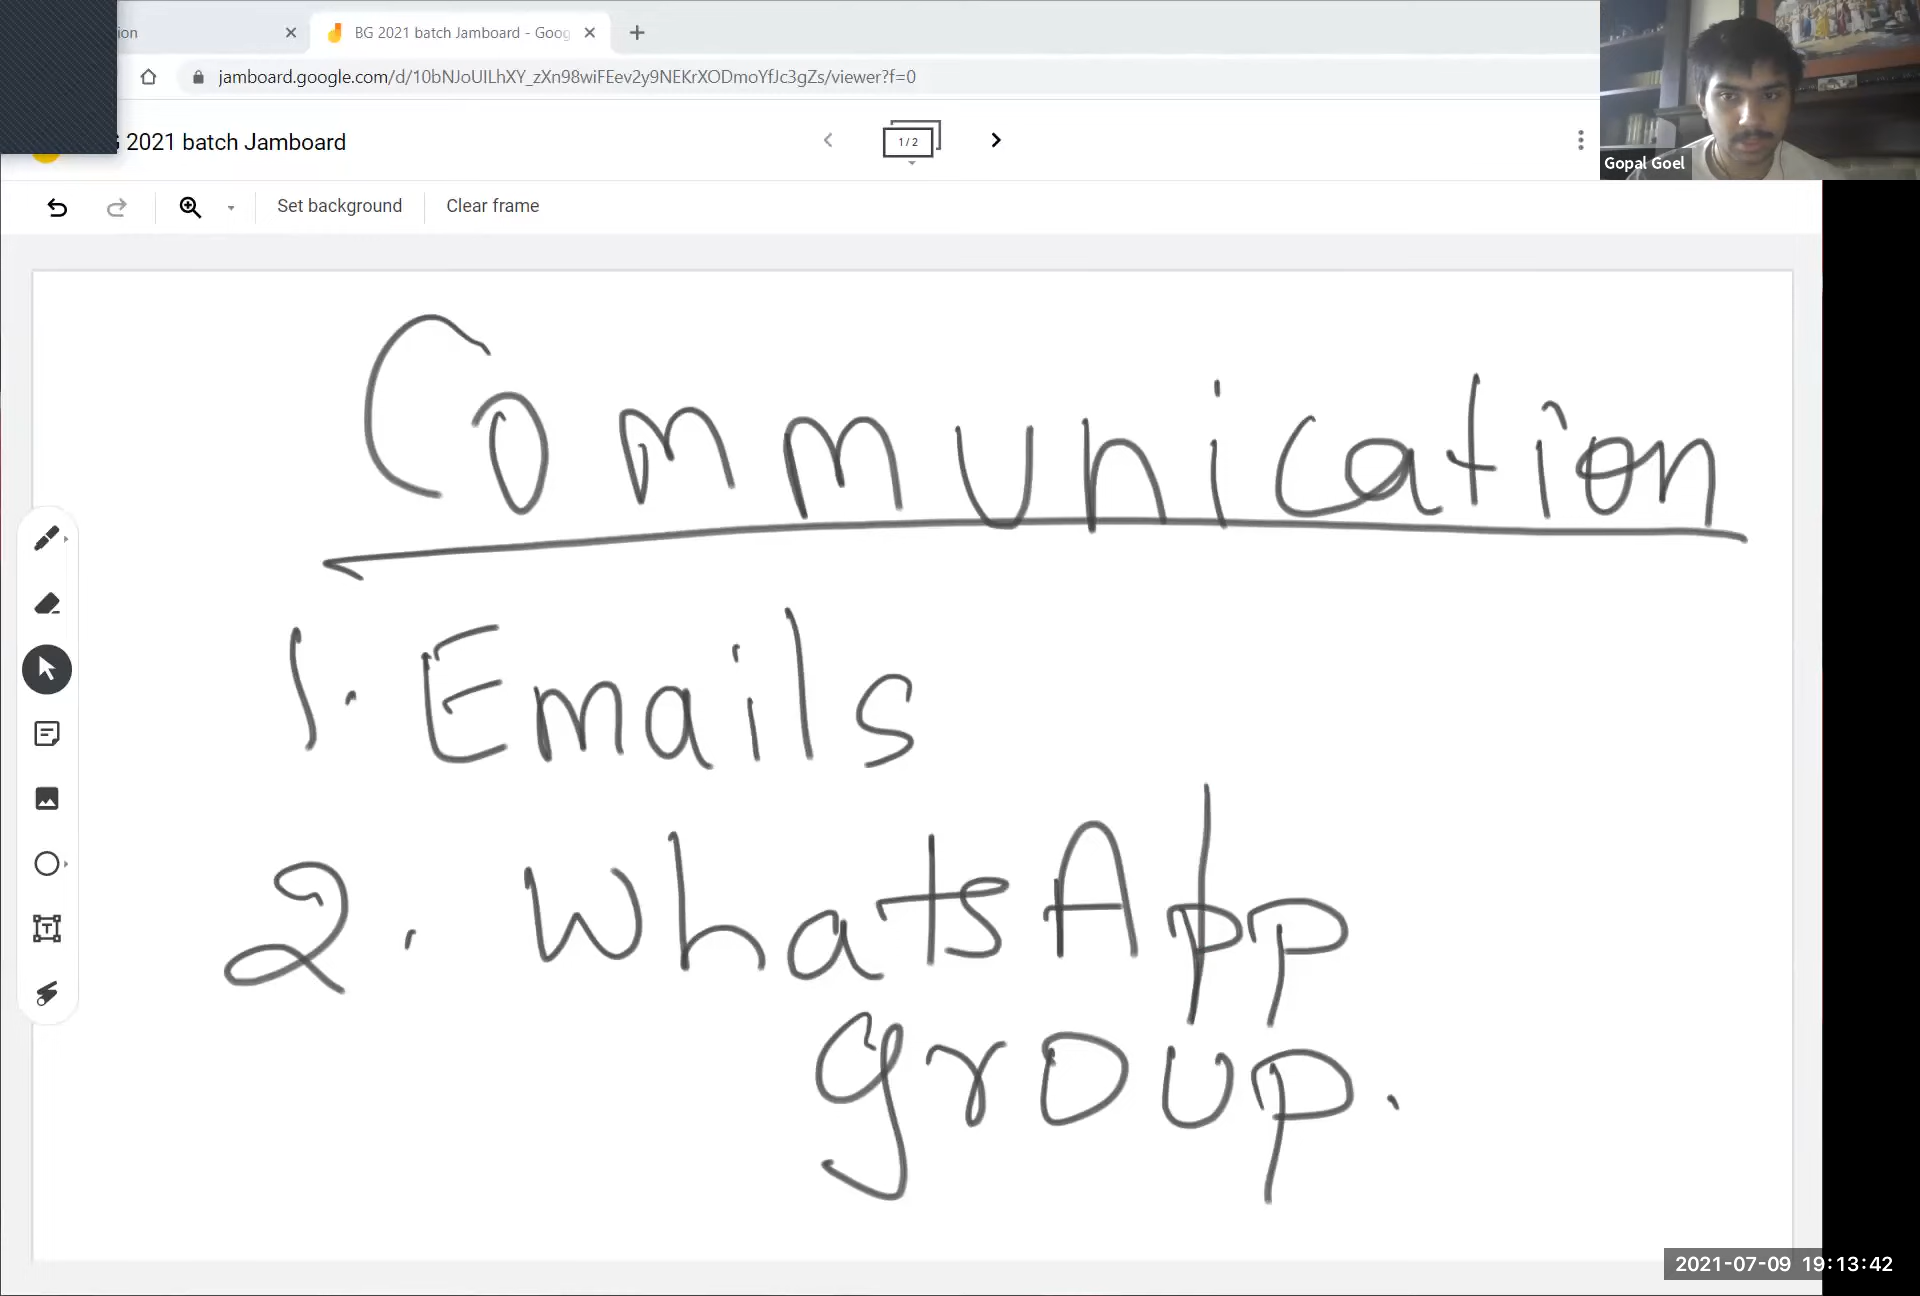 ion
BG 2021 batch Jamboard - Goog
jamboard.google.com/d/10bNJoUILhXY_zXn98wiFEev2y9NEKrXODmoYfJc3gZs/viewer?f=0
2021 batch Jamboard
1/2
Gopal Goel
Set background
Clear frame
Communication
1. Emails
2. WhatsApp
group.
2021-07-09 19:13:42